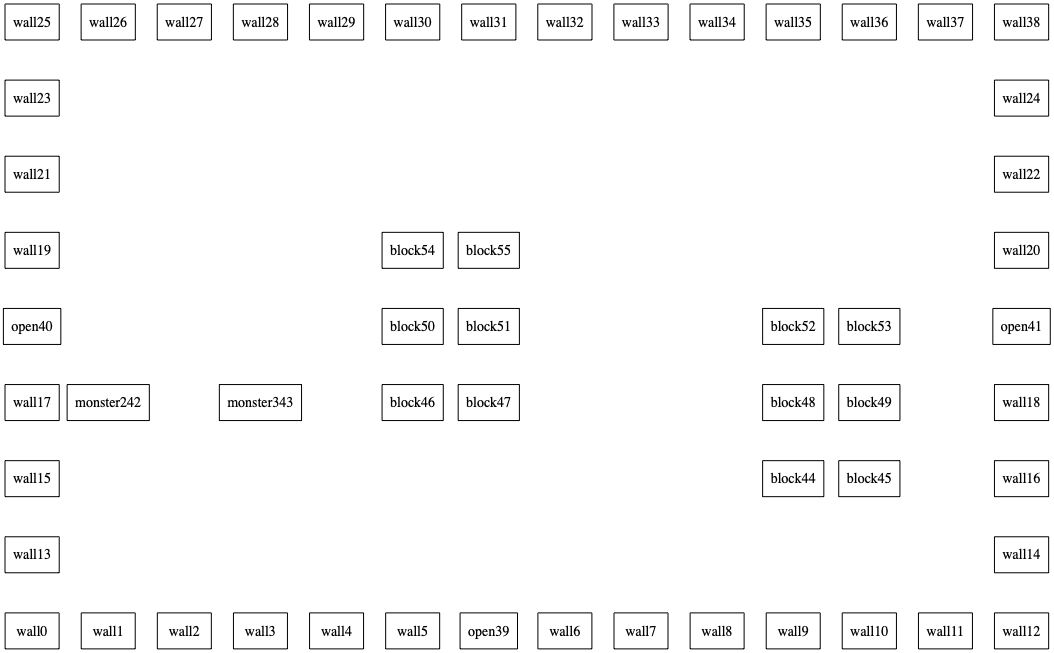 wall25 wall26 wall27 wall28 wall29 wall30 wall31 wall32 wall33 wall34 wall35 wall36 wall37 wall38
wall23 wall24
wall21 wall22
wall19 block54 block55 wall20
open40 block50 block51 block52 block53 open41
wall17 monster242 monster343 block46 block47 block48 block49 wall18
wall15 block44 block45 wall16
wall13 wall14
wall0 wall1 wall2 wall3 wall4 wall5 open39 wall6 wall7 wall8 wall9 wall10 wall11 wall12